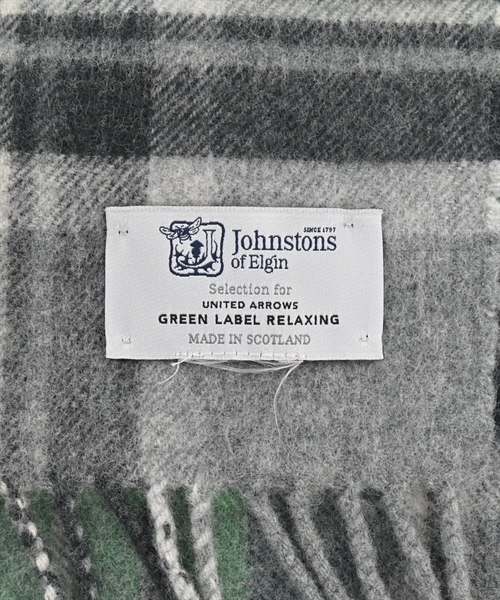 SINCE 1797
Johnstons
of Elgin
Selection for
UNITED ARROWS
GREEN LABEL RELAXING
MADE IN SCOTLAND